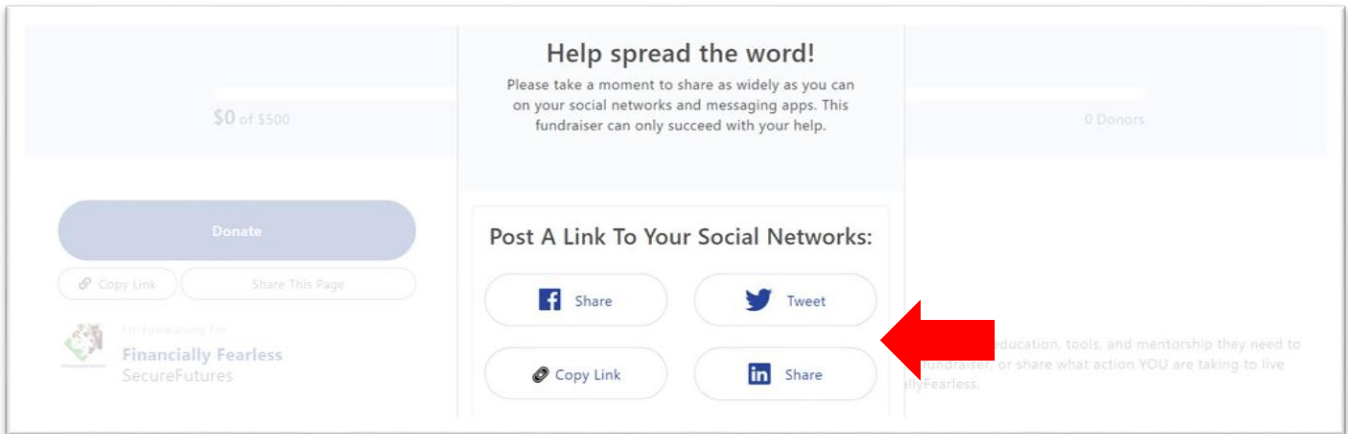 Help spread the word!
Please take a moment to share as widely as you can
on your social networks and messaging apps. This
fundraiser can only succeed with your help.
$0 of $500
0 Donors
Donate
Copy Link
Share This Page
I'm Fundraising For
Financially Fearless
SecureFutures
Post A Link To Your Social Networks:
Share
Tweet
Copy Link
Share
education, tools, and mentorship they need to
fundraiser, or share what action YOU are taking to live
llyFearless.